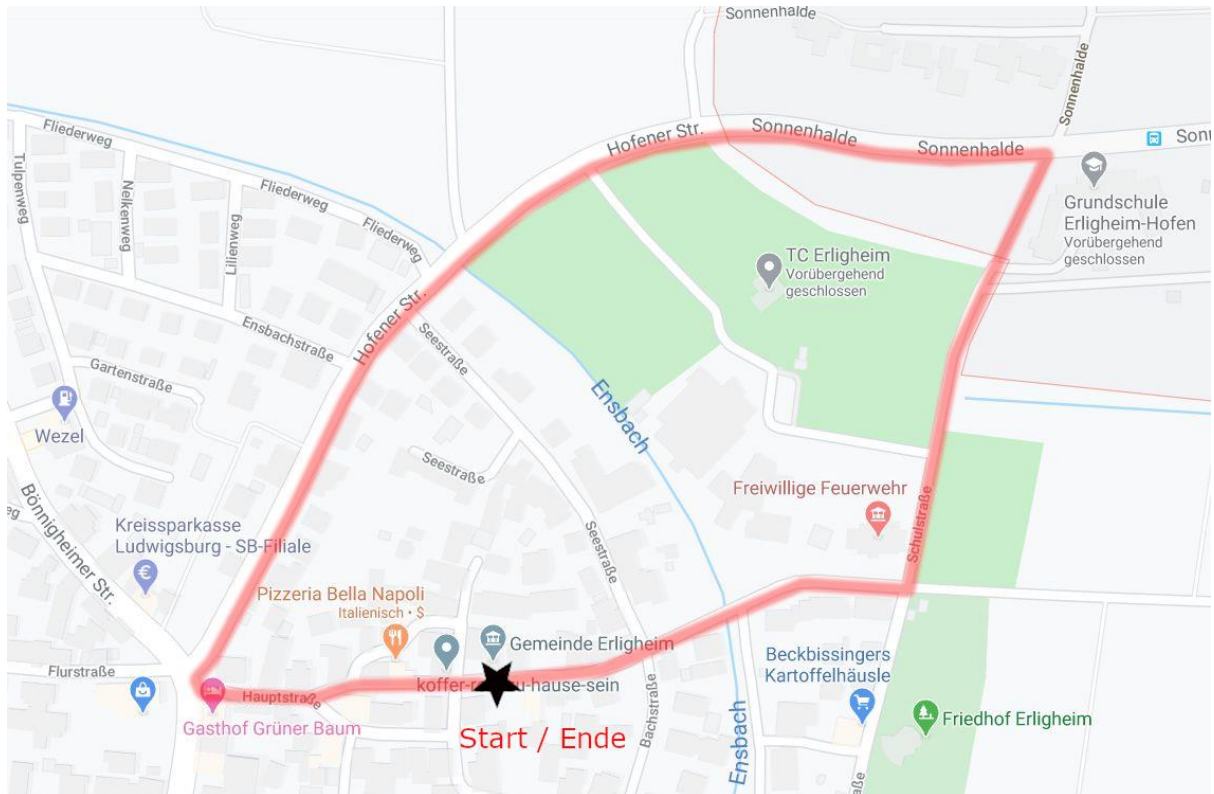 Sonnenhalde
Sonnenhalde
Fliederweg
Hofener Str.
Sonnenhalde
Sonnenhalde
Tulpenweg
Nelkenweg
Lilienweg
Fliederweg
Fliederweg
Grundschule
Erligheim-Hofen
Vorübergehend
geschlossen
TC Erligheim
Vorübergehend
geschlossen
Hofener Str.
Ensbachstraße
Seestraße
Gartenstraße
Ensbach
Wezel
Seestraße
Freiwillige Feuerwehr
Schulstraße
Bönnigheimer Str.
Kreissparkasse
Ludwigsburg - SB-Filiale
Seestraße
Pizzeria Bella Napoli
Italienisch • $
Gemeinde Erligheim
Beckbissingers
Kartoffelhäusle
Flurstraße
Hauptstraße
Gasthof Grüner Baum
Bachstraße
Ensbach
Friedhof Erligheim
Start / Ende